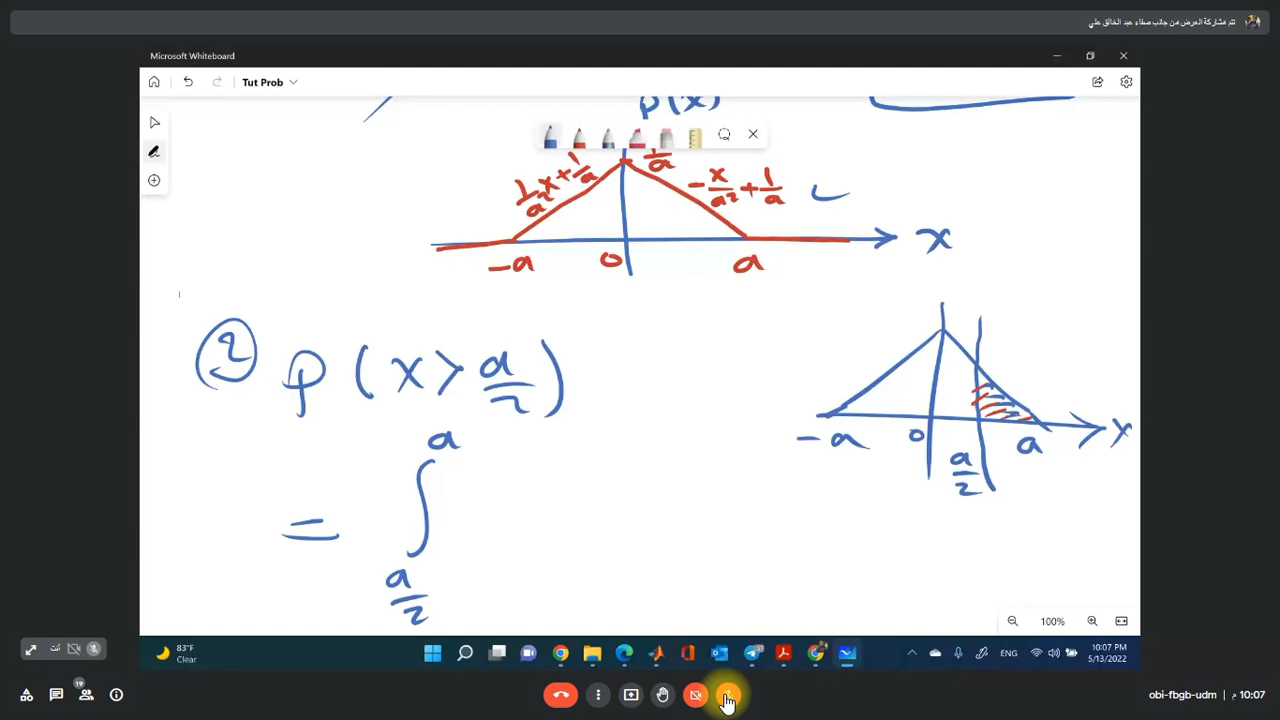 تتم مشاركة العرض من جانب صفاء عبد الخالق علي
Microsoft Whiteboard
Tut Prob
P(x)
1/a
1/a² x + 1/a
-x/a² + 1/a
x
-a
0
a
2
P(x > a/2)
-a
0
a/2
a
x
= ∫
a
a/2
100%
83°F
Clear
ENG
10:07 PM
5/13/2022
19
obi-fbgb-udm
10:07 م